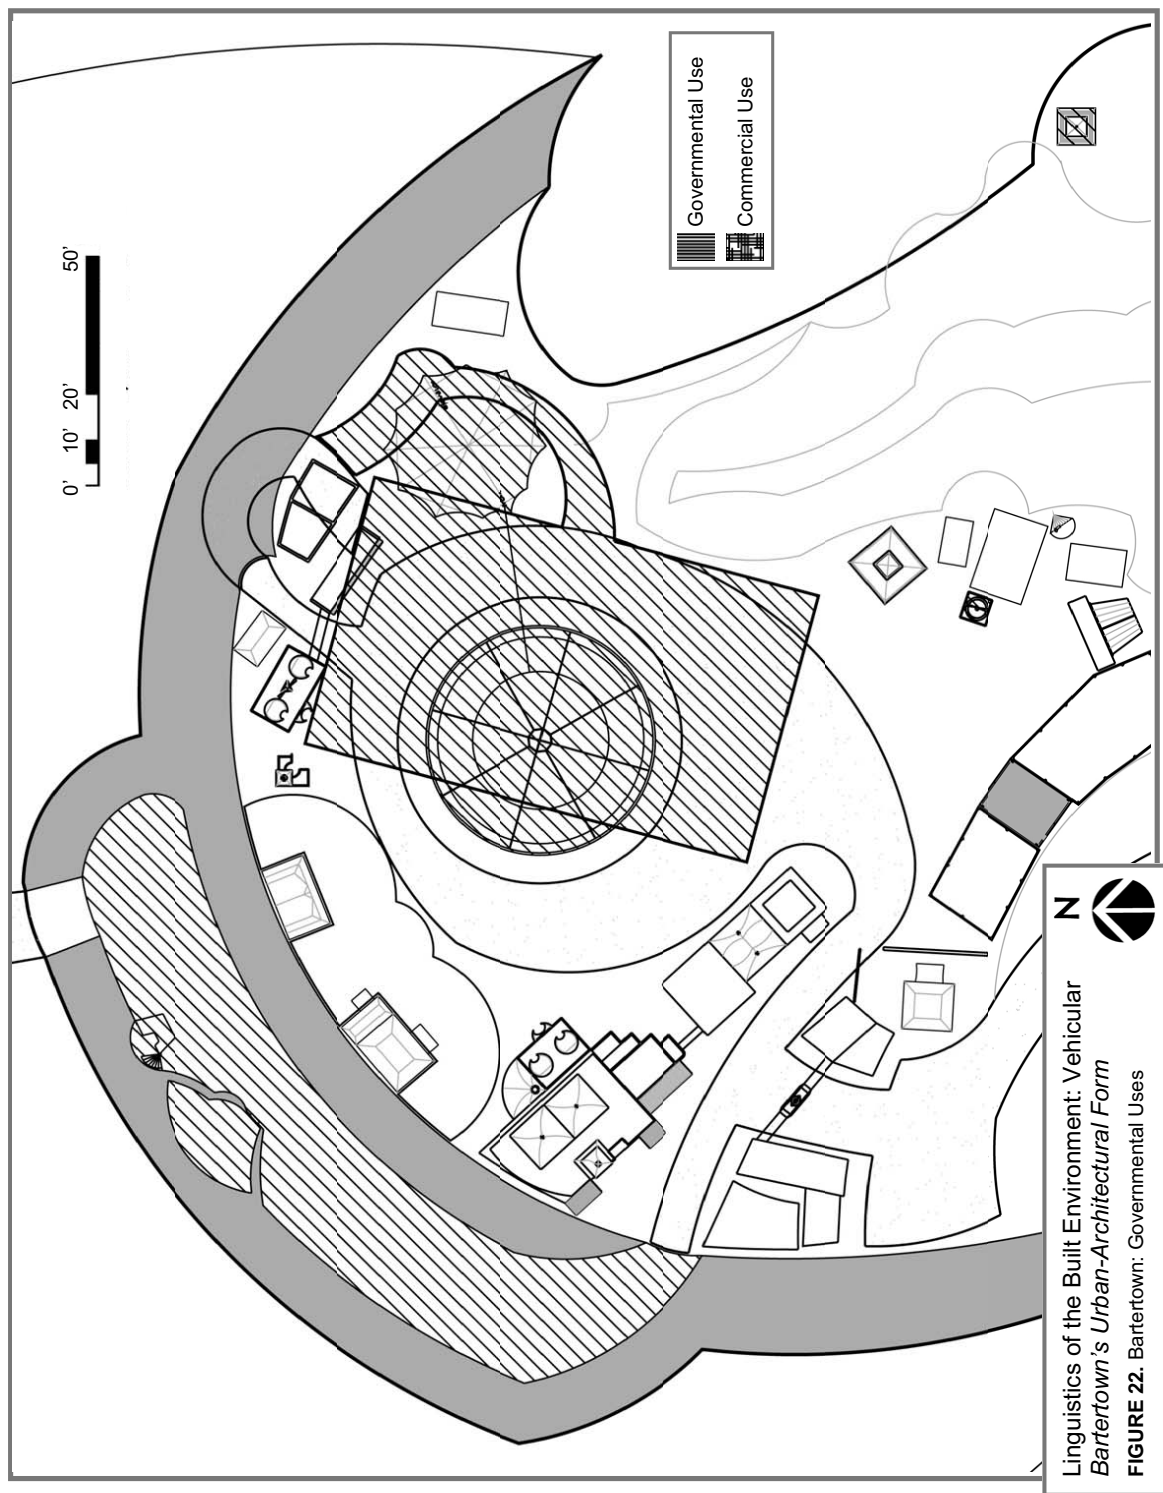 0' 10' 20' 50'
Governmental Use
Commercial Use
N
Linguistics of the Built Environment: Vehicular
Bartertown's Urban-Architectural Form
FIGURE 22. Bartertown: Governmental Uses